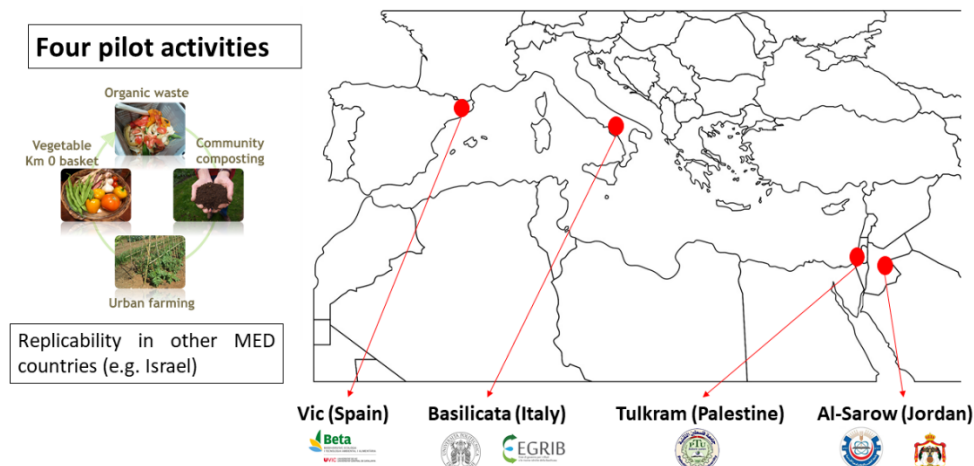 Four pilot activities
Organic waste
Vegetable
Km 0 basket
Community
composting
Urban farming
Replicability in other MED
countries (e.g. Israel)
Vic (Spain)
Basilicata (Italy)
Tulkram (Palestine)
Al-Sarow (Jordan)
Beta
EGRIB
PTU